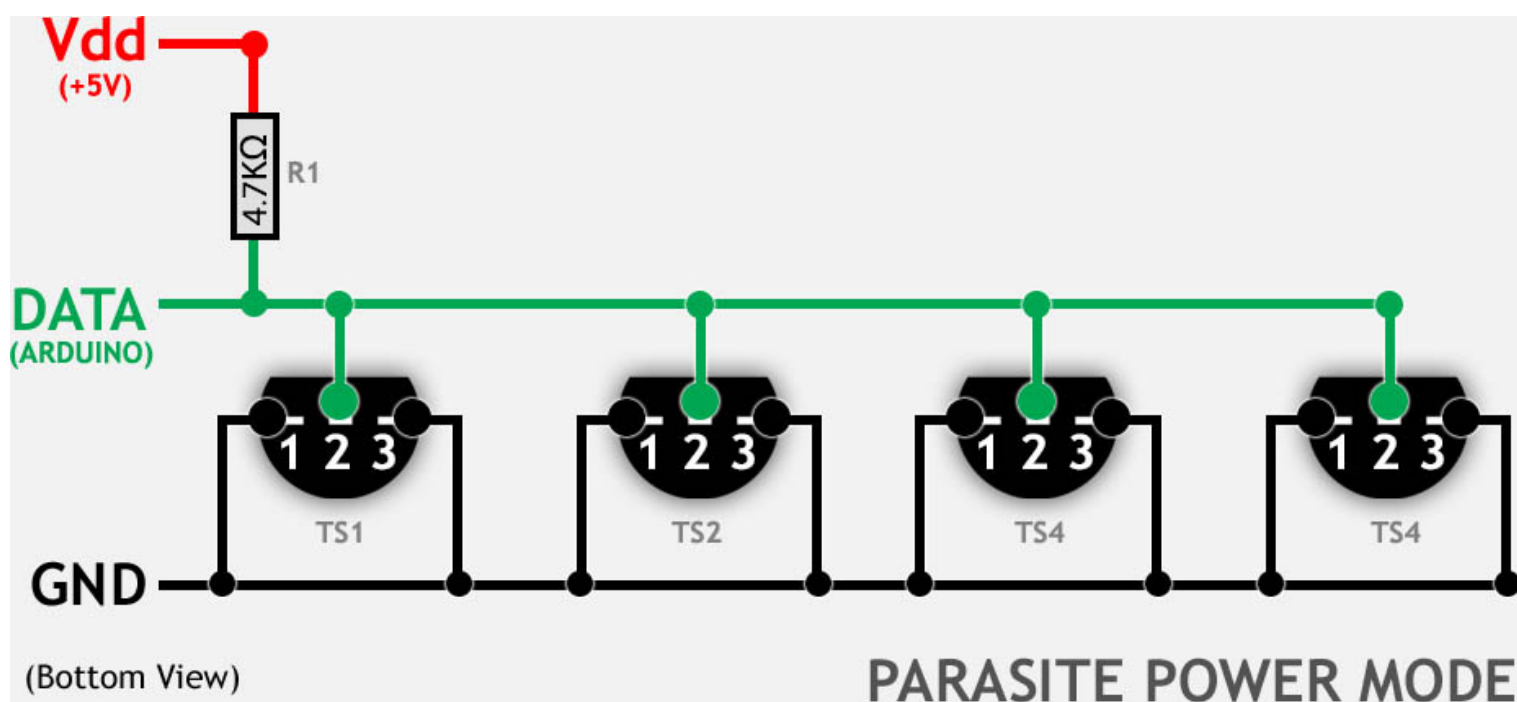 Vdd
(+5V)
4.7KΩ
R1
DATA
(ARDUINO)
1 2 3
1 2 3
1 2 3
1 2 3
TS1
TS2
TS4
TS4
GND
(Bottom View)
PARASITE POWER MODE